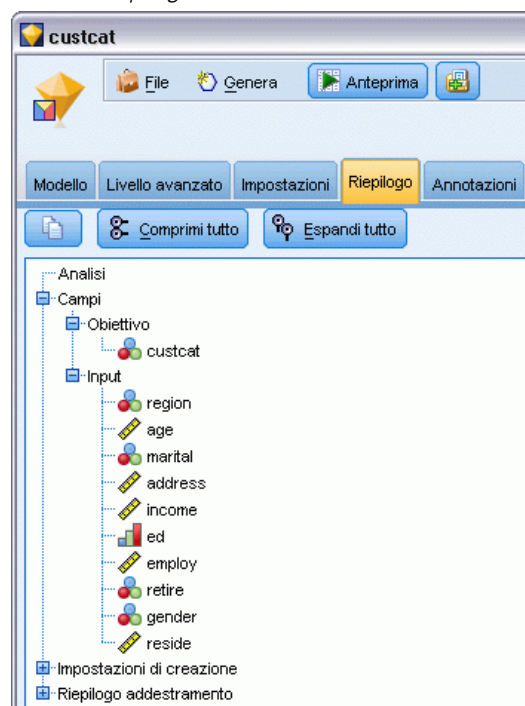 custcat
File Genera Anteprima
Modello Livello avanzato Impostazioni Riepilogo Annotazioni
Comprimi tutto Espandi tutto
Analisi
Campi
Obiettivo
custcat
Input
region
age
marital
address
income
ed
employ
retire
gender
reside
Impostazioni di creazione
Riepilogo addestramento